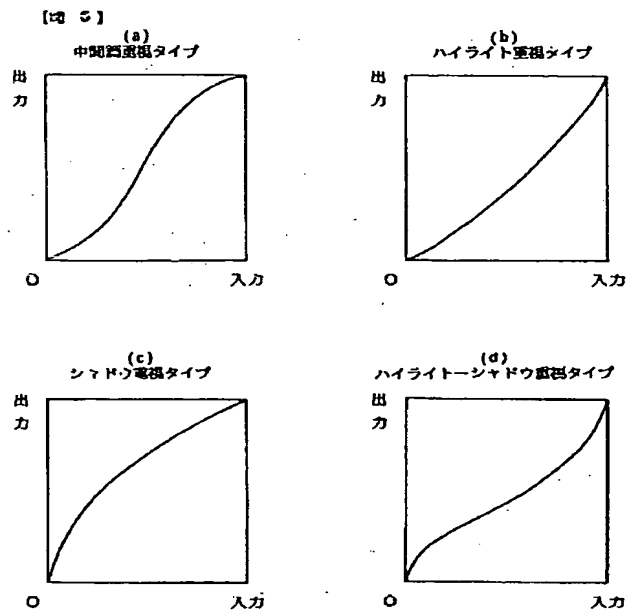 【図 5】
(a)
中間調重視タイプ
出
力
O
入力
(b)
ハイライト重視タイプ
出
力
O
入力
(c)
シャドウ重視タイプ
出
力
O
入力
(d)
ハイライトーシャドウ重視タイプ
出
力
O
入力